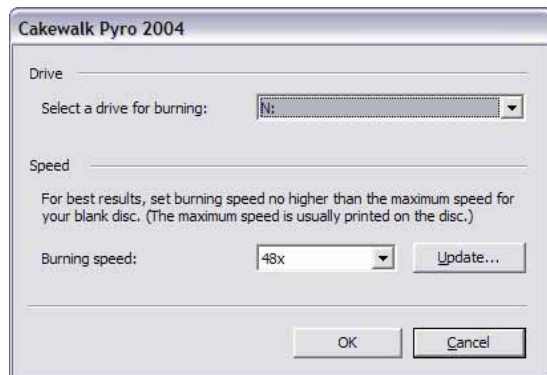 Cakewalk Pyro 2004
Drive
Select a drive for burning:
N:
Speed
For best results, set burning speed no higher than the maximum speed for
your blank disc. (The maximum speed is usually printed on the disc.)
Burning speed:
48x
Update...
OK
Cancel